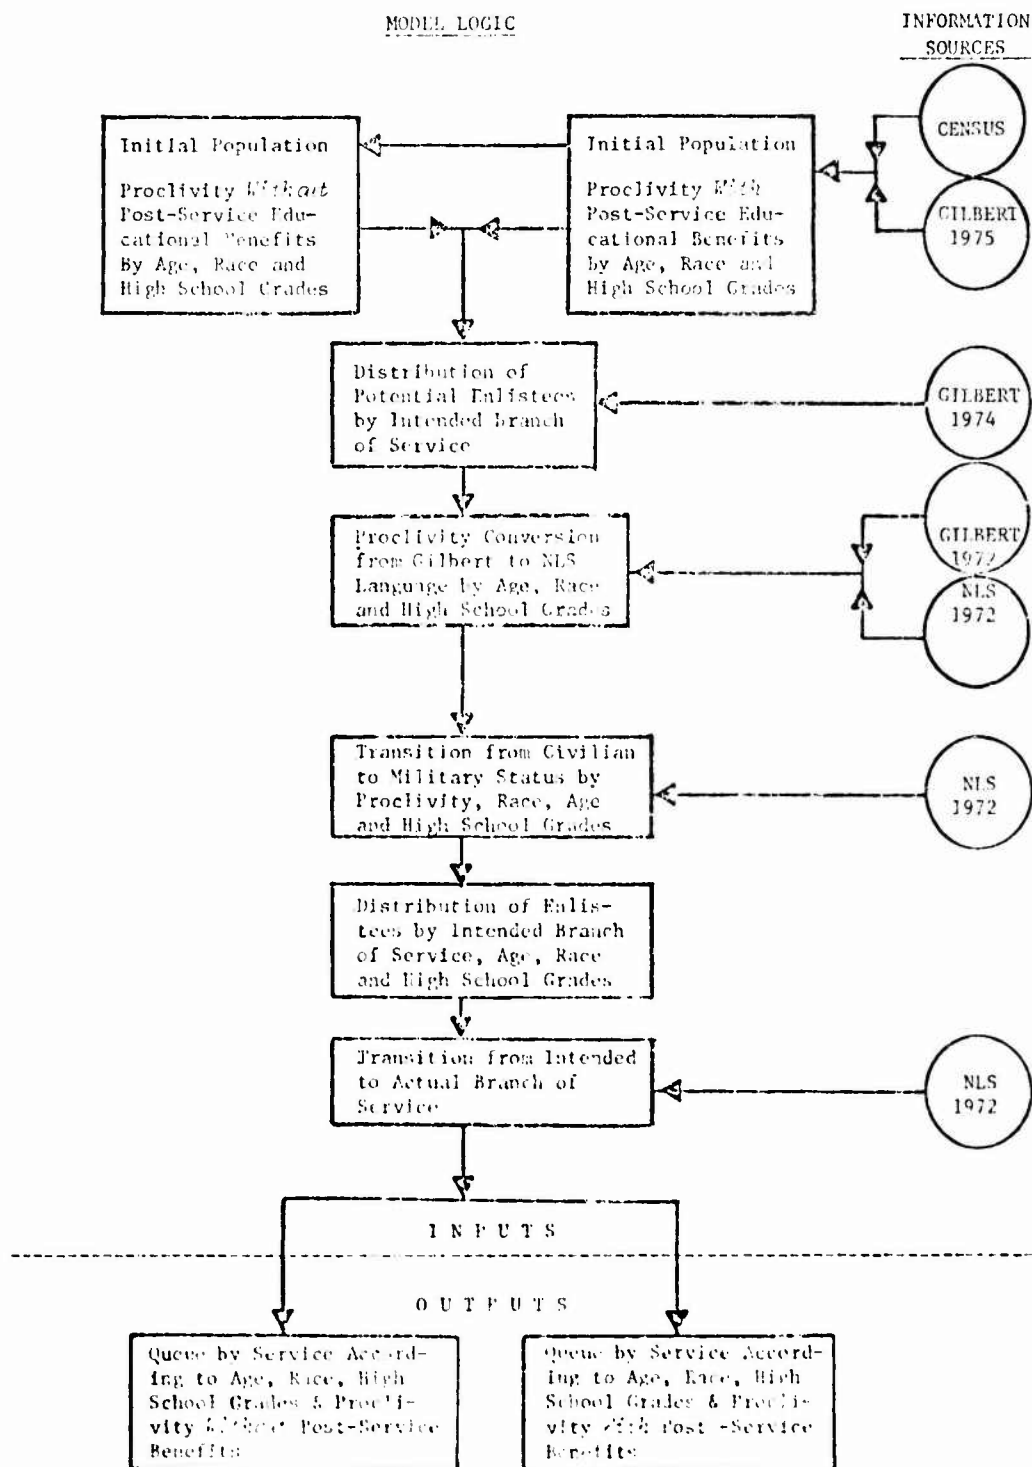 MODEL LOGIC
INFORMATION
SOURCES
Initial Population
Proclivity Without
Post-Service Edu-
cational Benefits
By Age, Race and
High School Grades
Initial Population
Proclivity With
Post-Service Edu-
cational Benefits
by Age, Race and
High School Grades
CENSUS
GILBERT
1975
Distribution of
Potential Enlistees
by Intended Branch
of Service
GILBERT
1974
Proclivity Conversion
from Gilbert to NLS
Language by Age, Race
and High School Grades
GILBERT
1972
NLS
1972
Transition from Civilian
to Military Status by
Proclivity, Race, Age
and High School Grades
NLS
1972
Distribution of Enlis-
tees by Intended Branch
of Service, Age, Race
and High School Grades
Transition from Intended
to Actual Branch of
Service
NLS
1972
I N P U T S
O U T P U T S
Queue by Service Accord-
ing to Age, Race, High
School Grades & Procli-
vity Without Post-Service
Benefits
Queue by Service Accord-
ing to Age, Race, High
School Grades & Procli-
vity With Post -Service
Benefits